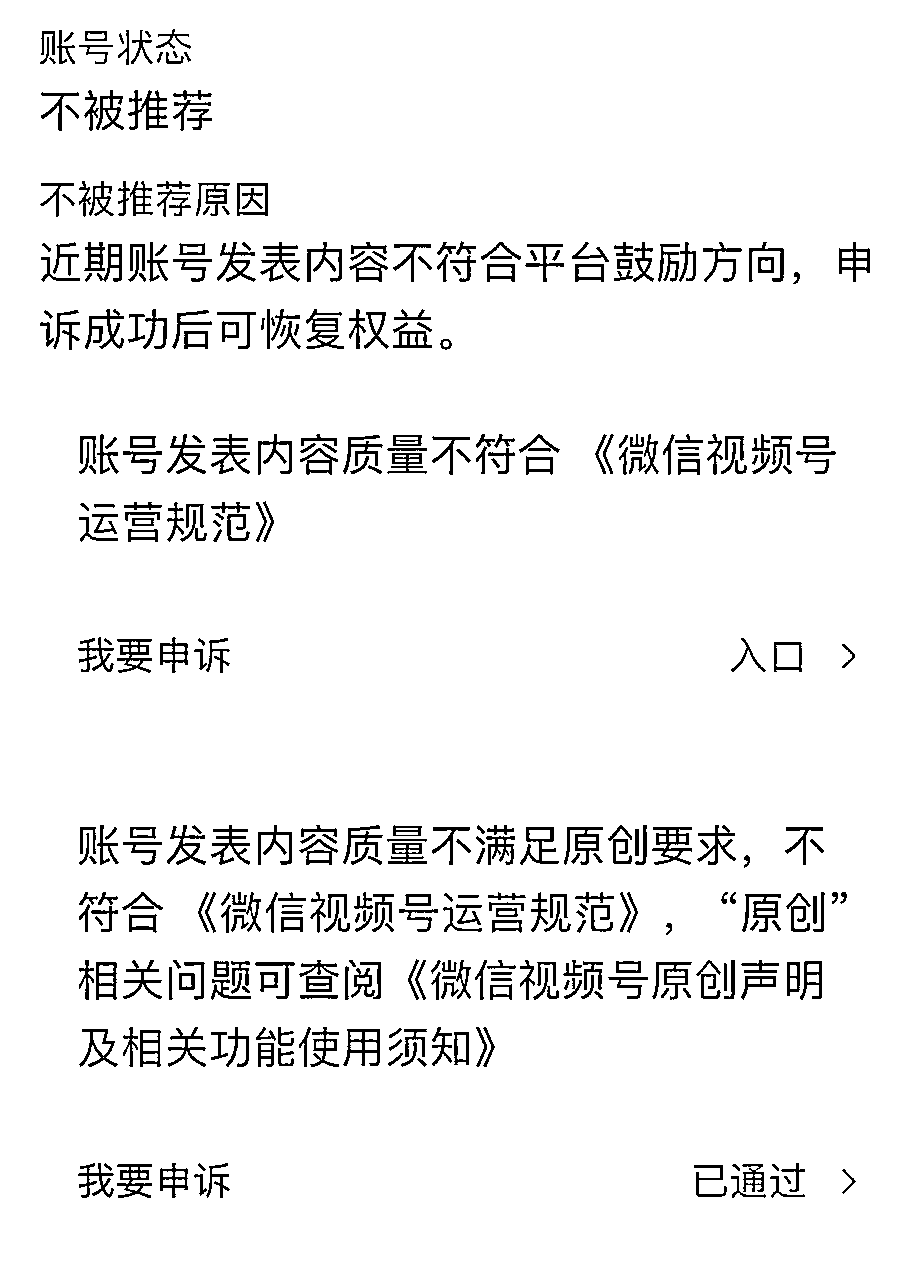 账号状态
不被推荐
不被推荐原因
近期账号发表内容不符合平台鼓励方向，申
诉成功后可恢复权益。
账号发表内容质量不符合 《微信视频号
运营规范》
我要申诉 入口 >
账号发表内容质量不满足原创要求，不
符合 《微信视频号运营规范》，“原创”
相关问题可查阅《微信视频号原创声明
及相关功能使用须知》
我要申诉 已通过 >